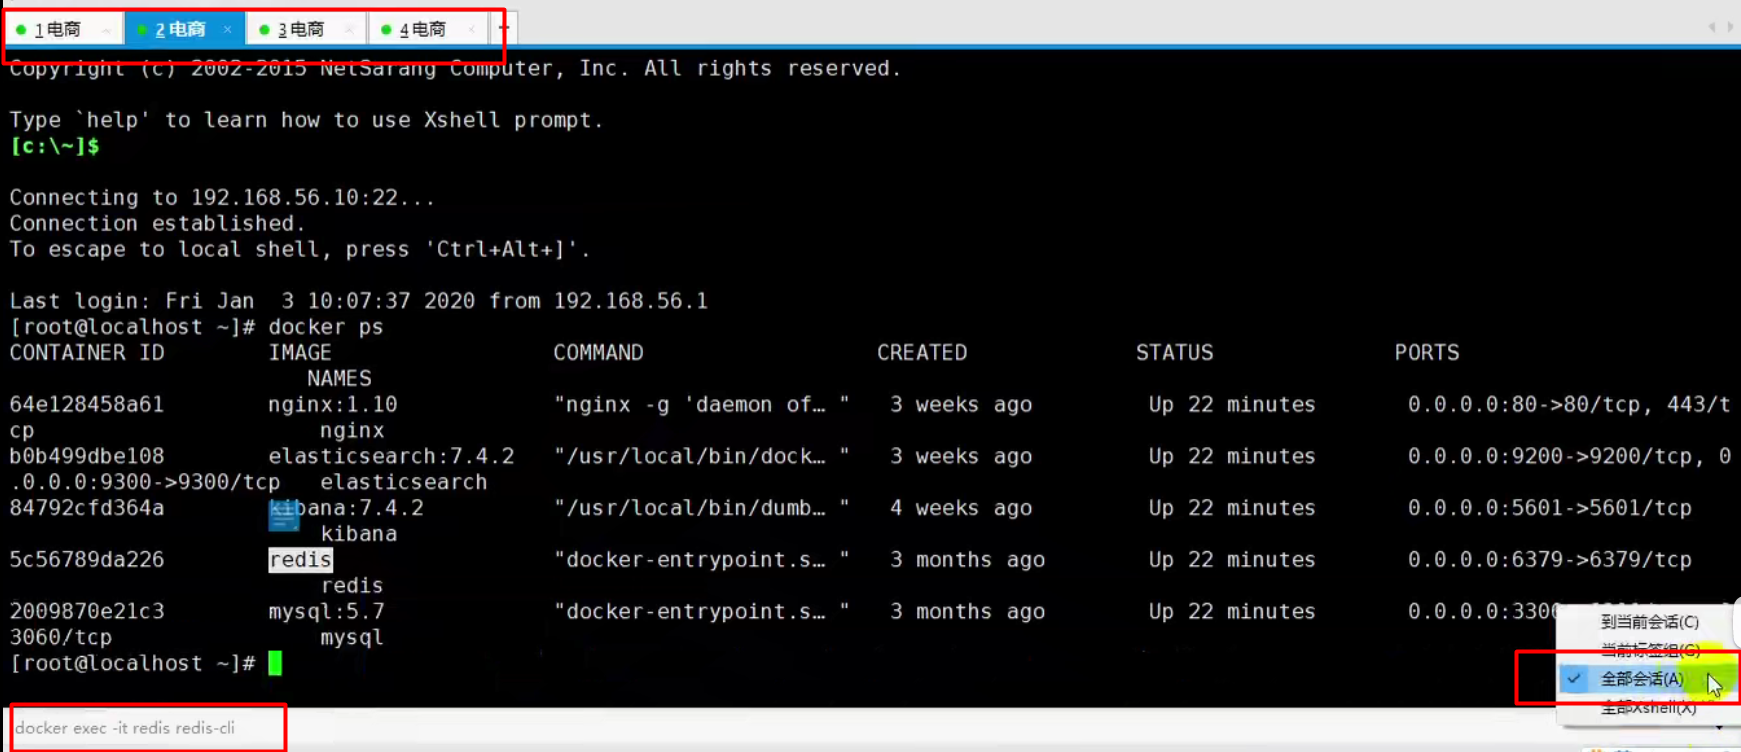 1 电商 2 电商 3 电商 4 电商
Copyright (c) 2002-2015 NetSarang Computer, Inc. All rights reserved.
Type `help' to learn how to use Xshell prompt.
[c:\~]$
Connecting to 192.168.56.10:22...
Connection established.
To escape to local shell, press 'Ctrl+Alt+]'.
Last login: Fri Jan  3 10:07:37 2020 from 192.168.56.1
[root@localhost ~]# docker ps
CONTAINER ID IMAGE COMMAND CREATED STATUS PORTS
NAMES
64e128458a61 nginx:1.10 "nginx -g 'daemon of… " 3 weeks ago Up 22 minutes 0.0.0.0:80->80/tcp, 443/t
cp nginx
b0b499dbe108 elasticsearch:7.4.2 "/usr/local/bin/dock… " 3 weeks ago Up 22 minutes 0.0.0.0:9200->9200/tcp, 0
.0.0.0:9300->9300/tcp elasticsearch
84792cfd364a kibana:7.4.2 "/usr/local/bin/dumb… " 4 weeks ago Up 22 minutes 0.0.0.0:5601->5601/tcp
kibana
5c56789da226 redis "docker-entrypoint.s… " 3 months ago Up 22 minutes 0.0.0.0:6379->6379/tcp
redis
2009870e21c3 mysql:5.7 "docker-entrypoint.s… " 3 months ago Up 22 minutes 0.0.0.0:3306
3060/tcp mysql
[root@localhost ~]#
到当前会话(C)
当前标签组(G)
全部会话(A)
全部Xshell(X)
docker exec -it redis redis-cli